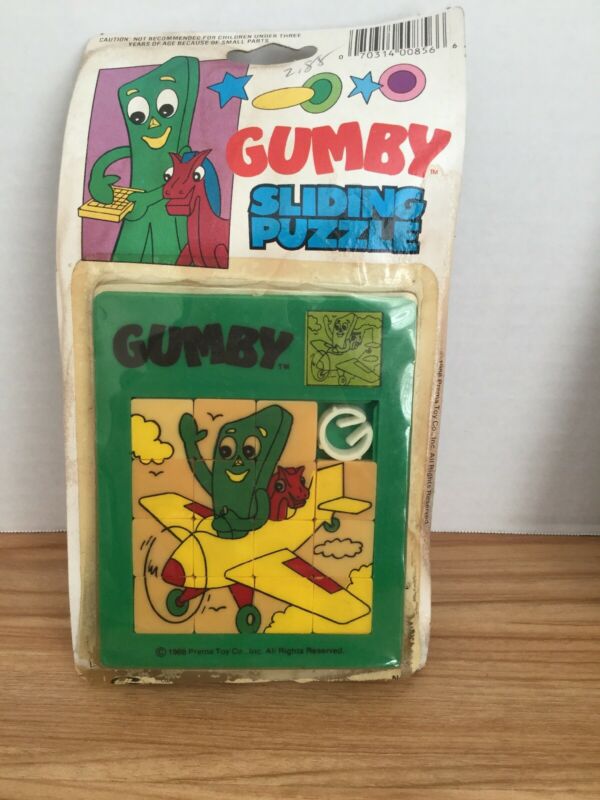 CAUTION: NOT RECOMMENDED FOR CHILDREN UNDER THREE
YEARS OF AGE BECAUSE OF SMALL PARTS.
2.88
0 70314 00856 6
GUMBY™
SLIDING
PUZZLE
GUMBY™
© 1988 Prema Toy Co., Inc. All Rights Reserved.
1988 Prema Toy Co., Inc. All Rights Reserved.